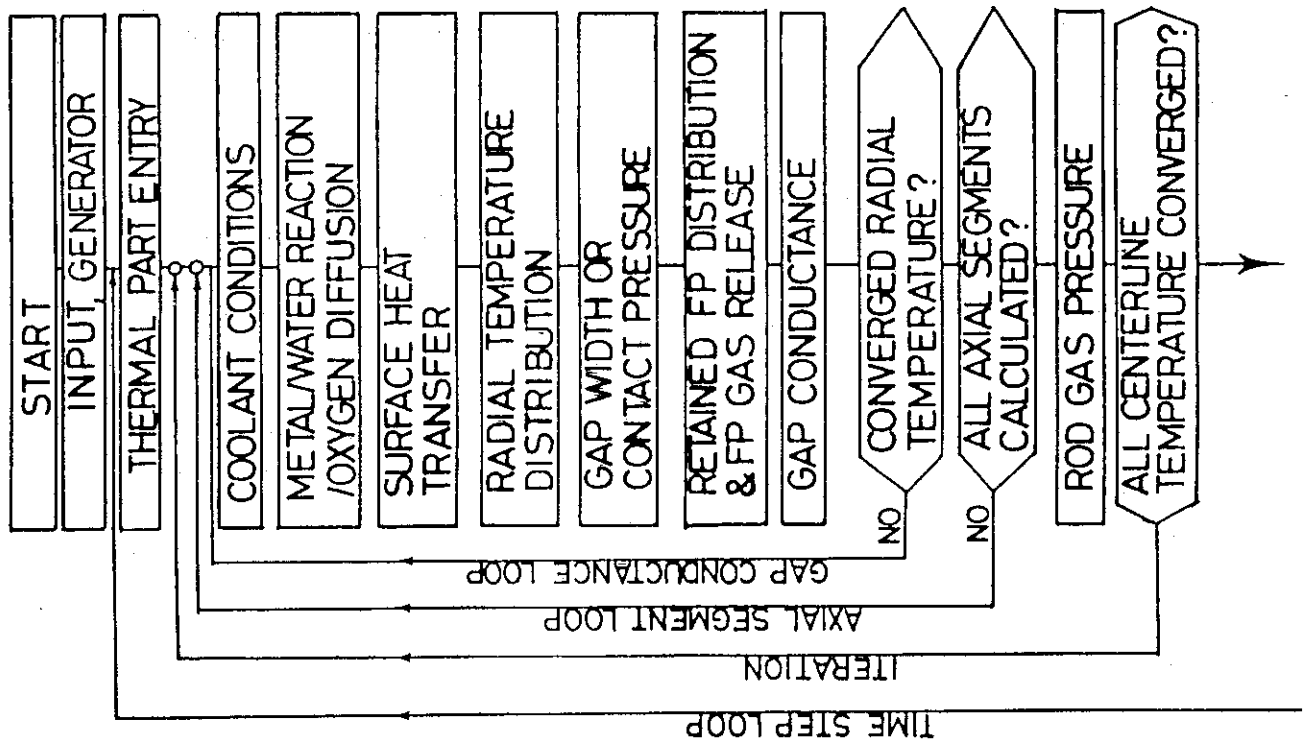 START
INPUT, GENERATOR
THERMAL PART ENTRY
COOLANT CONDITIONS
METAL/WATER REACTION
/OXYGEN DIFFUSION
SURFACE HEAT
TRANSFER
RADIAL TEMPERATURE
DISTRIBUTION
GAP WIDTH OR
CONTACT PRESSURE
RETAINED FP DISTRIBUTION
& FP GAS RELEASE
GAP CONDUCTANCE
CONVERGED RADIAL
TEMPERATURE?
NO
ALL AXIAL SEGMENTS
CALCULATED?
NO
ROD GAS PRESSURE
ALL CENTERLINE
TEMPERATURE CONVERGED?
GAP CONDUCTANCE LOOP
AXIAL SEGMENT LOOP
ITERATION
TIME STEP LOOP